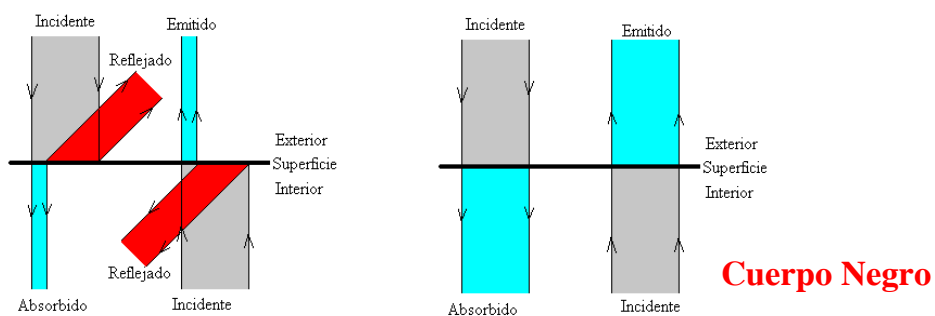 Incidente
Emitido
Reflejado
Exterior
Superficie
Interior
Reflejado
Absorbido
Incidente
Incidente
Emitido
Exterior
Superficie
Interior
Absorbido
Incidente
Cuerpo Negro